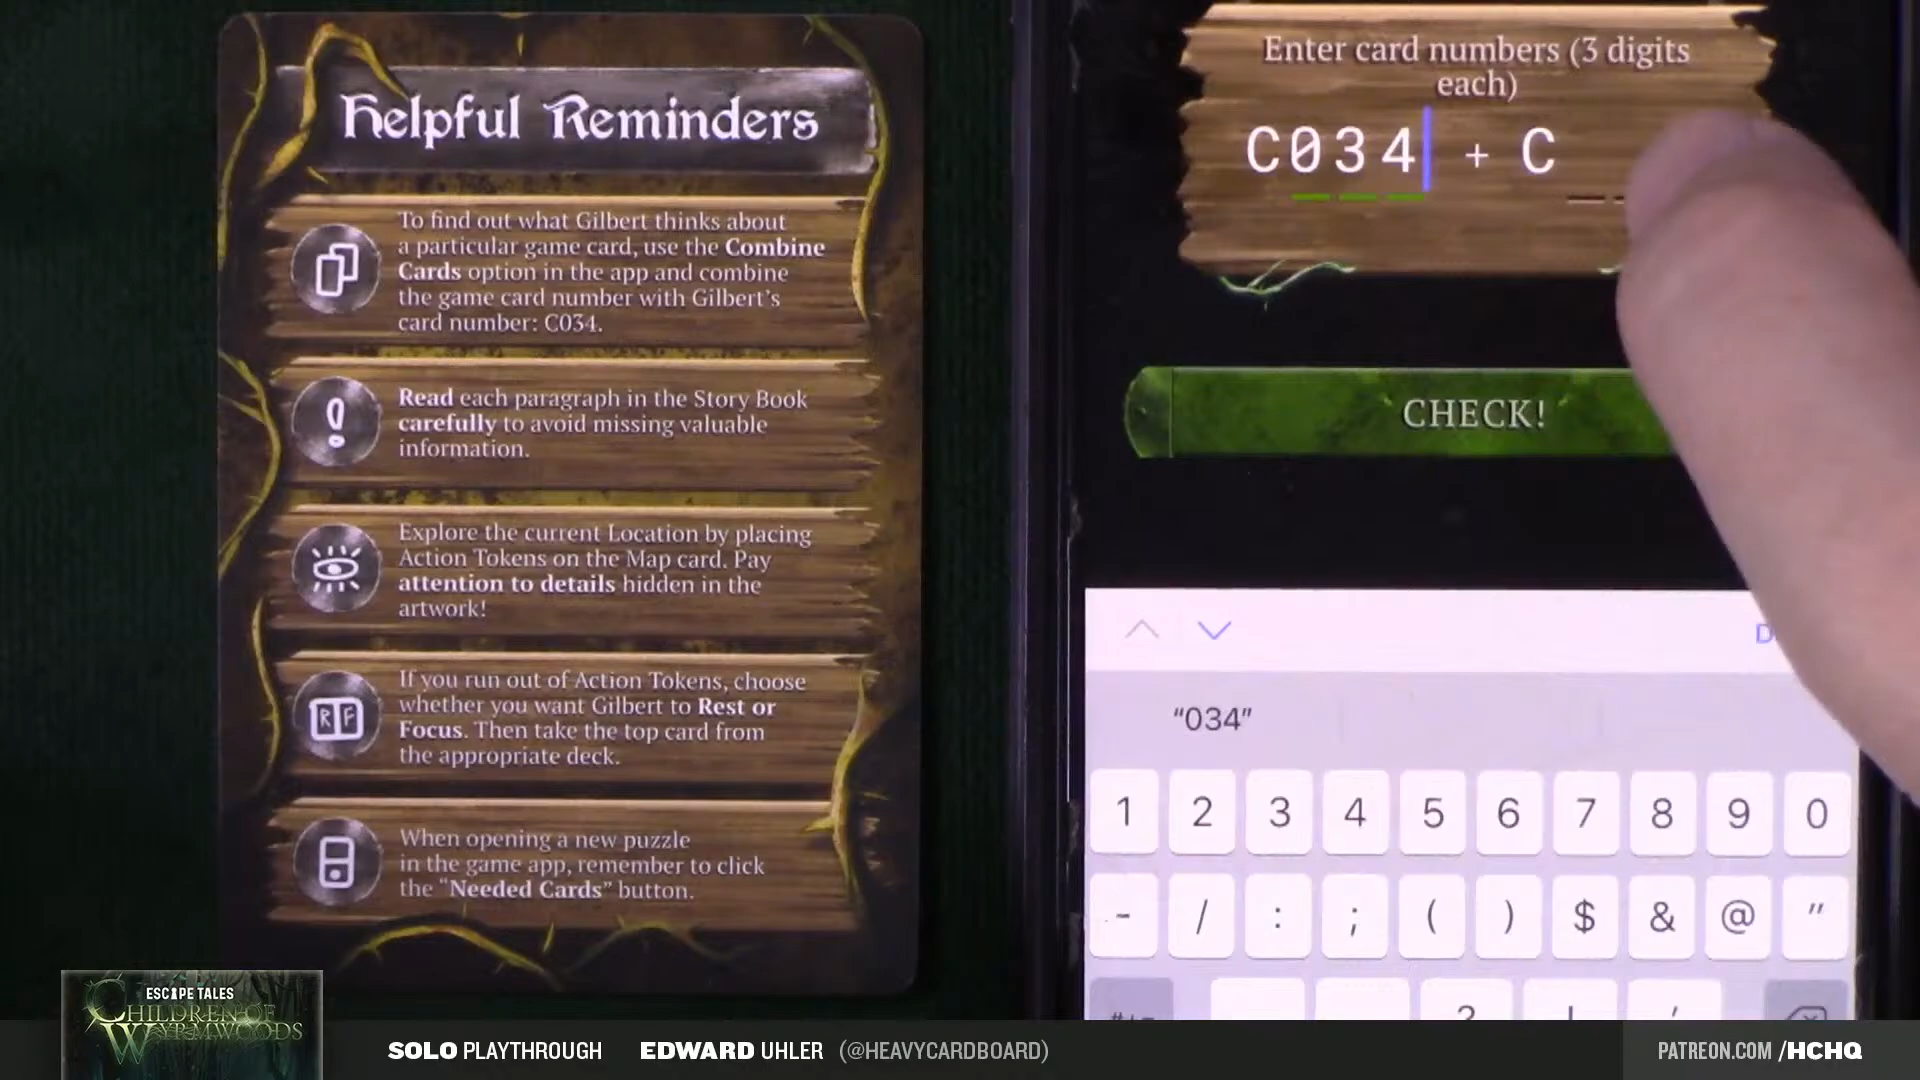 Helpful Reminders
To find out what Gilbert thinks about
a particular game card, use the Combine
Cards option in the app and combine
the game card number with Gilbert's
card number: C034.
Read each paragraph in the Story Book
carefully to avoid missing valuable
information.
Explore the current Location by placing
Action Tokens on the Map card. Pay
attention to details hidden in the
artwork!
R F
If you run out of Action Tokens, choose
whether you want Gilbert to Rest or
Focus. Then take the top card from
the appropriate deck.
When opening a new puzzle
in the game app, remember to click
the "Needed Cards" button.
Enter card numbers (3 digits
each)
C034 + C
CHECK!
"034"
1 2 3 4 5 6 7 8 9 0
- / : ; ( ) $ & @ "
ESCAPE TALES
CHILDREN OF
WYRMWOODS
SOLO PLAYTHROUGH EDWARD UHLER (@HEAVYCARDBOARD)
PATREON.COM /HCHQ